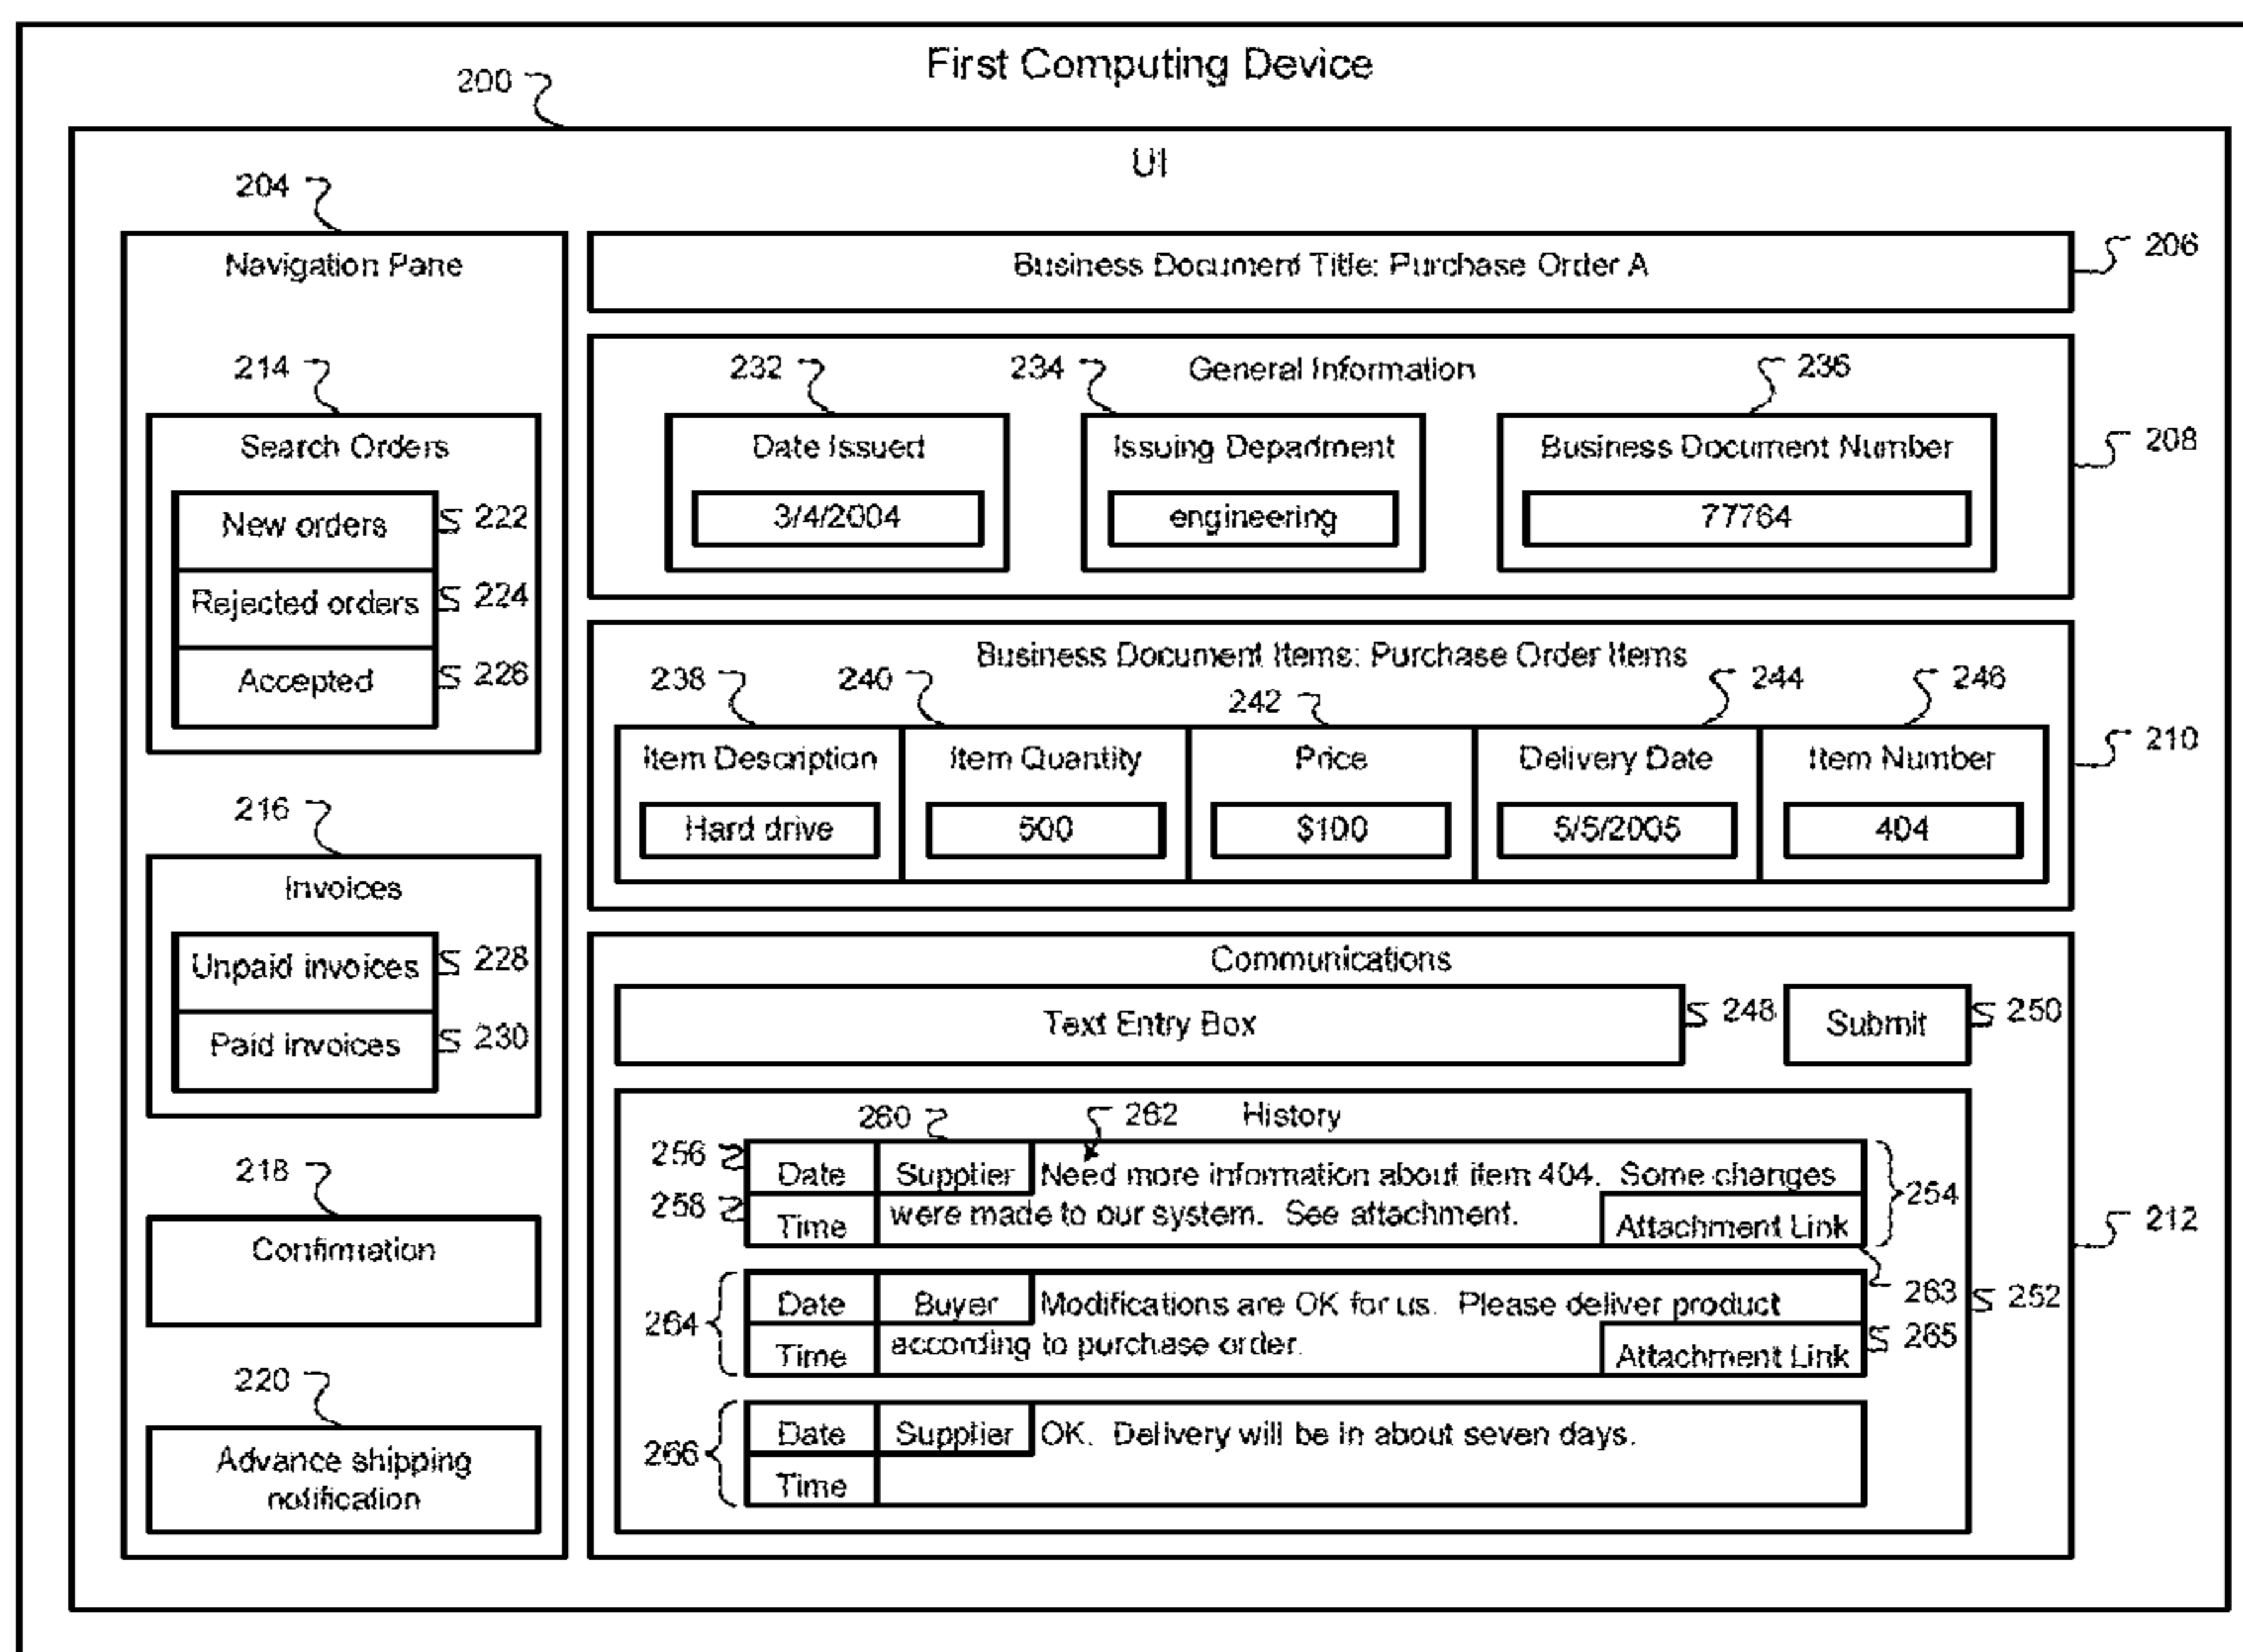 First Computing Device
200
UI
204
Navigation Pane
214
Search Orders
New orders
222
Rejected orders
224
Accepted
226
216
Invoices
Unpaid invoices
228
Paid invoices
230
218
Confirmation
220
Advance shipping
notification
Business Document Title: Purchase Order A
206
232
234
General Information
236
Date Issued
Issuing Department
Business Document Number
208
3/4/2004
engineering
77764
Business Document Items: Purchase Order Items
238
240
242
244
246
Item Description
Item Quantity
Price
Delivery Date
Item Number
210
Hard drive
500
$100
5/5/2005
404
Communications
Text Entry Box
248
Submit
250
260
262
History
256
Date
Supplier
Need more information about item 404. Some changes
254
258
Time
were made to our system. See attachment.
Attachment Link
212
263
252
264
Date
Buyer
Modifications are OK for us. Please deliver product
Time
according to purchase order.
Attachment Link
265
266
Date
Supplier
OK. Delivery will be in about seven days.
Time